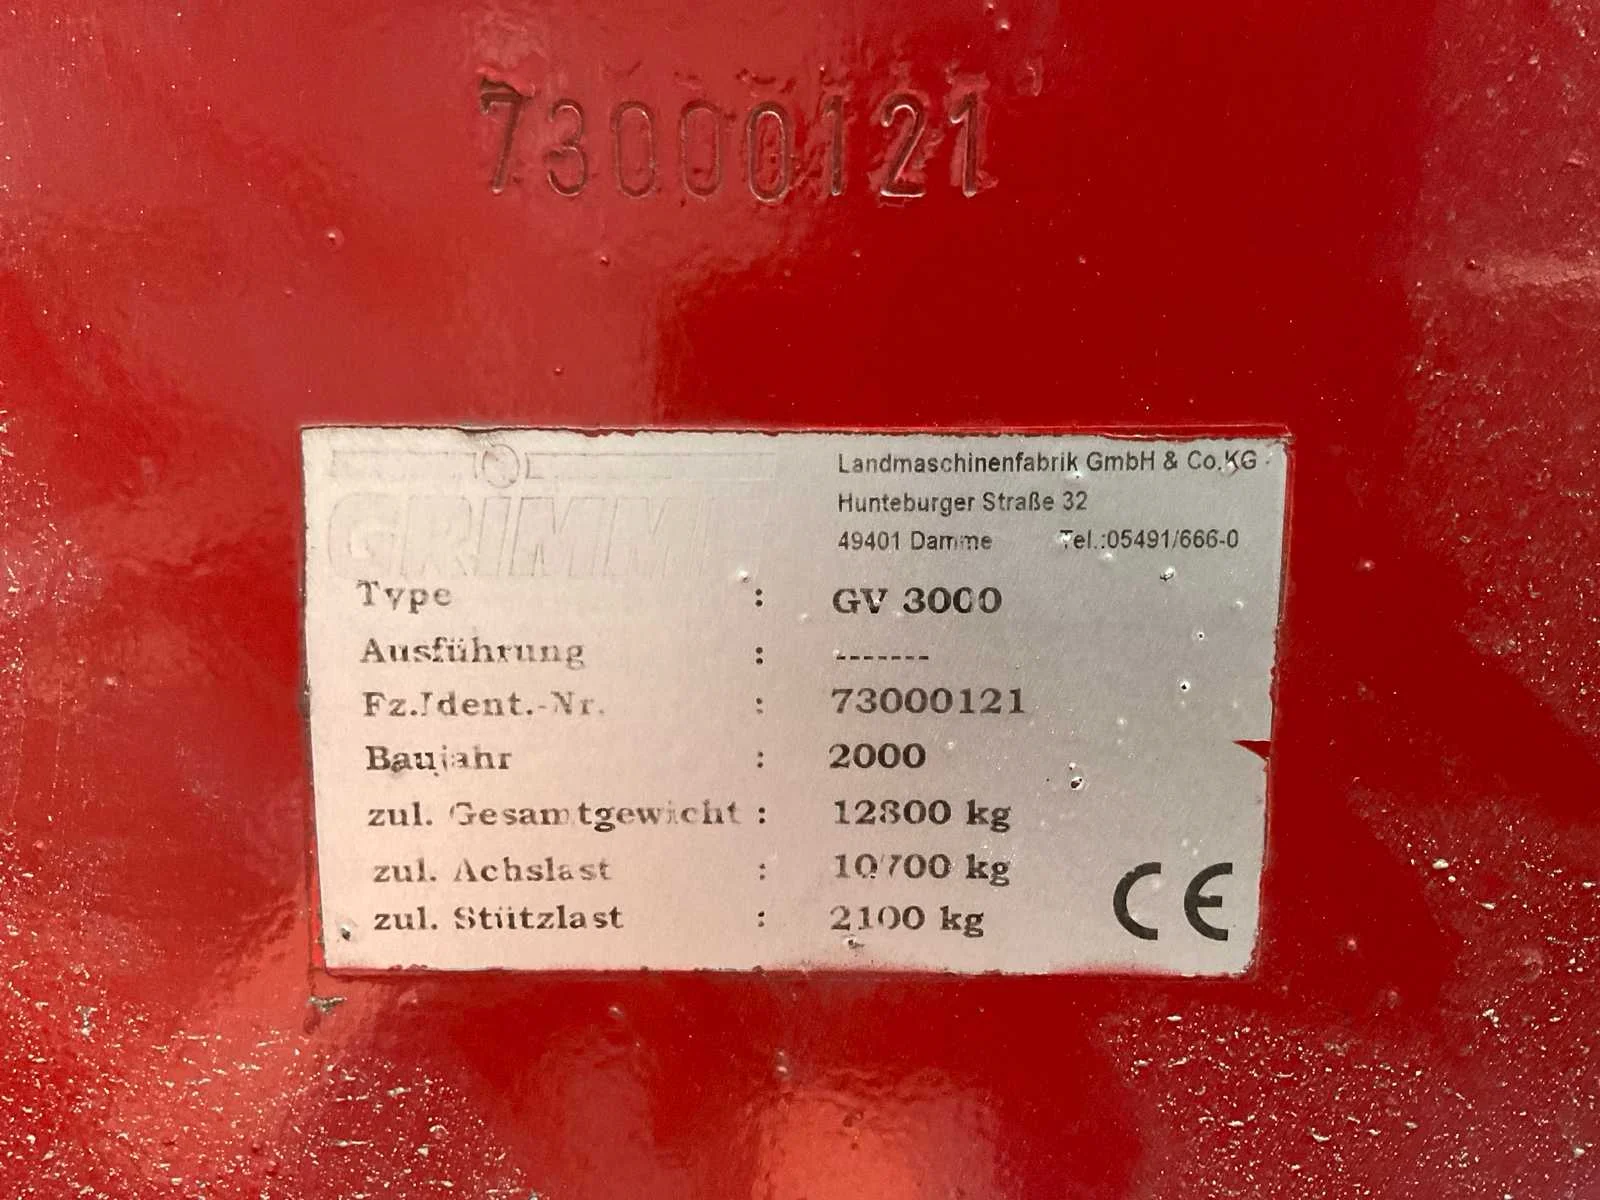 73000121
GRIMME
Landmaschinenfabrik GmbH & Co.KG
Hunteburger Straße 32
49401 Damme Tel.:05491/666-0
Type : GV 3000
Ausführung : -------
Fz.Ident.-Nr. : 73000121
Baujahr : 2000
zul. Gesamtgewicht : 12800 kg
zul. Achslast : 10700 kg
zul. Stützlast : 2100 kg
CE